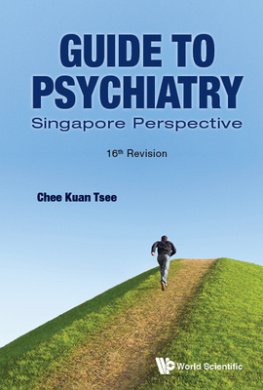 GUIDE TO
PSYCHIATRY
Singapore Perspective
16th Revision
Chee Kuan Tsee
World Scientific